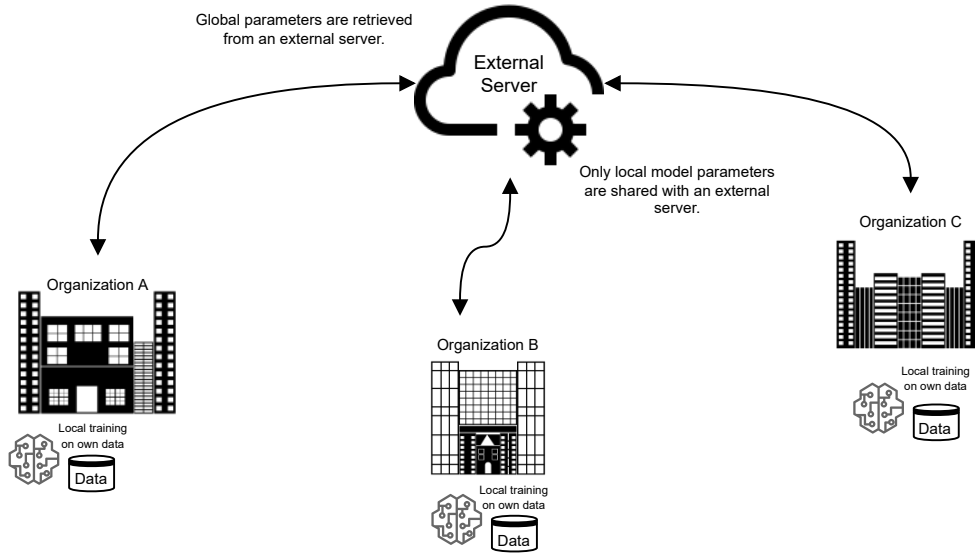 Global parameters are retrieved
from an external server.
External
Server
Only local model parameters
are shared with an external
server.
Organization C
Organization A
Organization B
Local training
on own data
Data
Local training
on own data
Data
Local training
on own data
Data